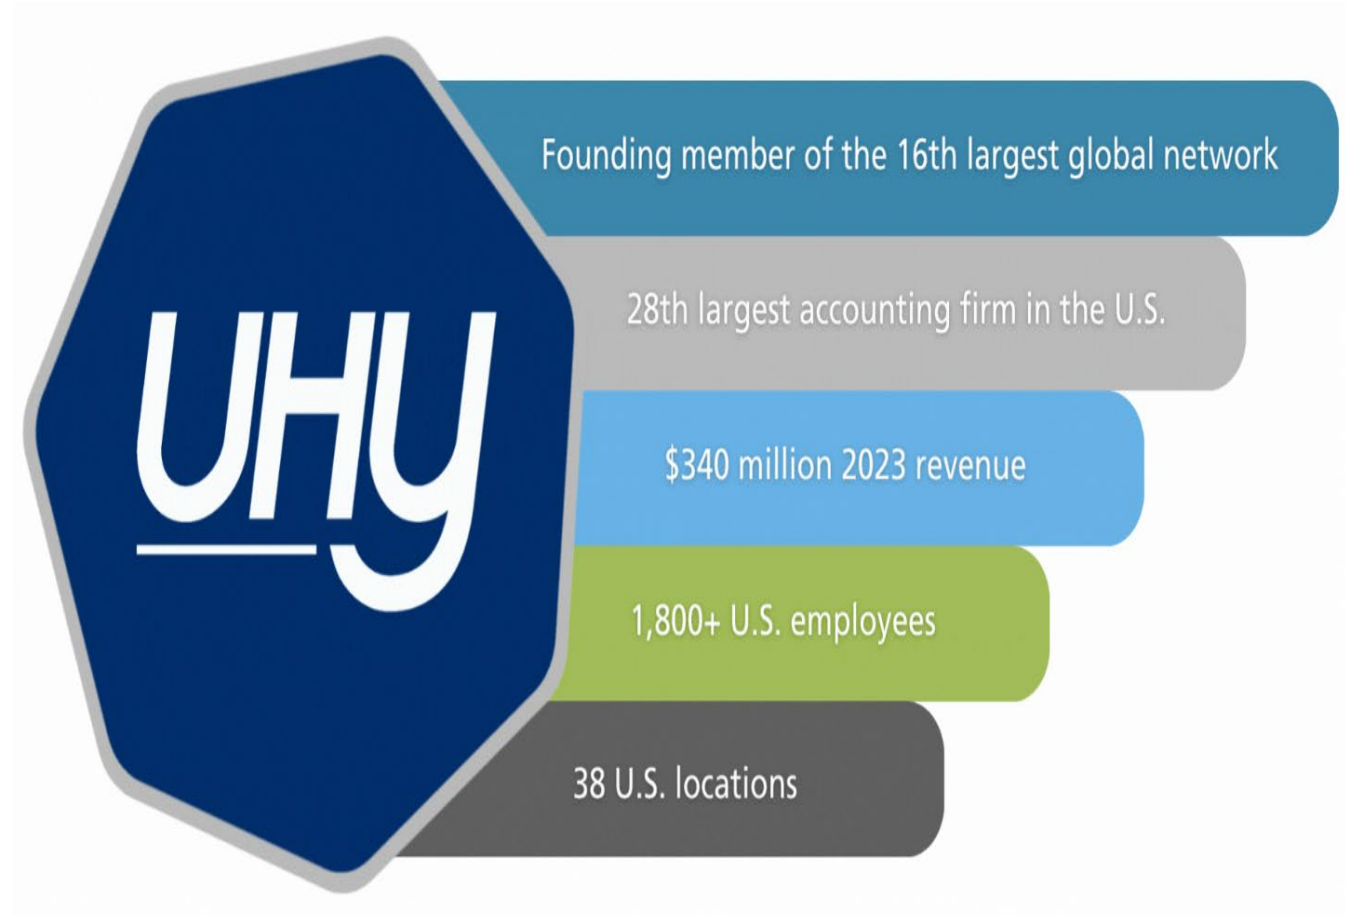 UHY
Founding member of the 16th largest global network
28th largest accounting firm in the U.S.
$340 million 2023 revenue
1,800+ U.S. employees
38 U.S. locations